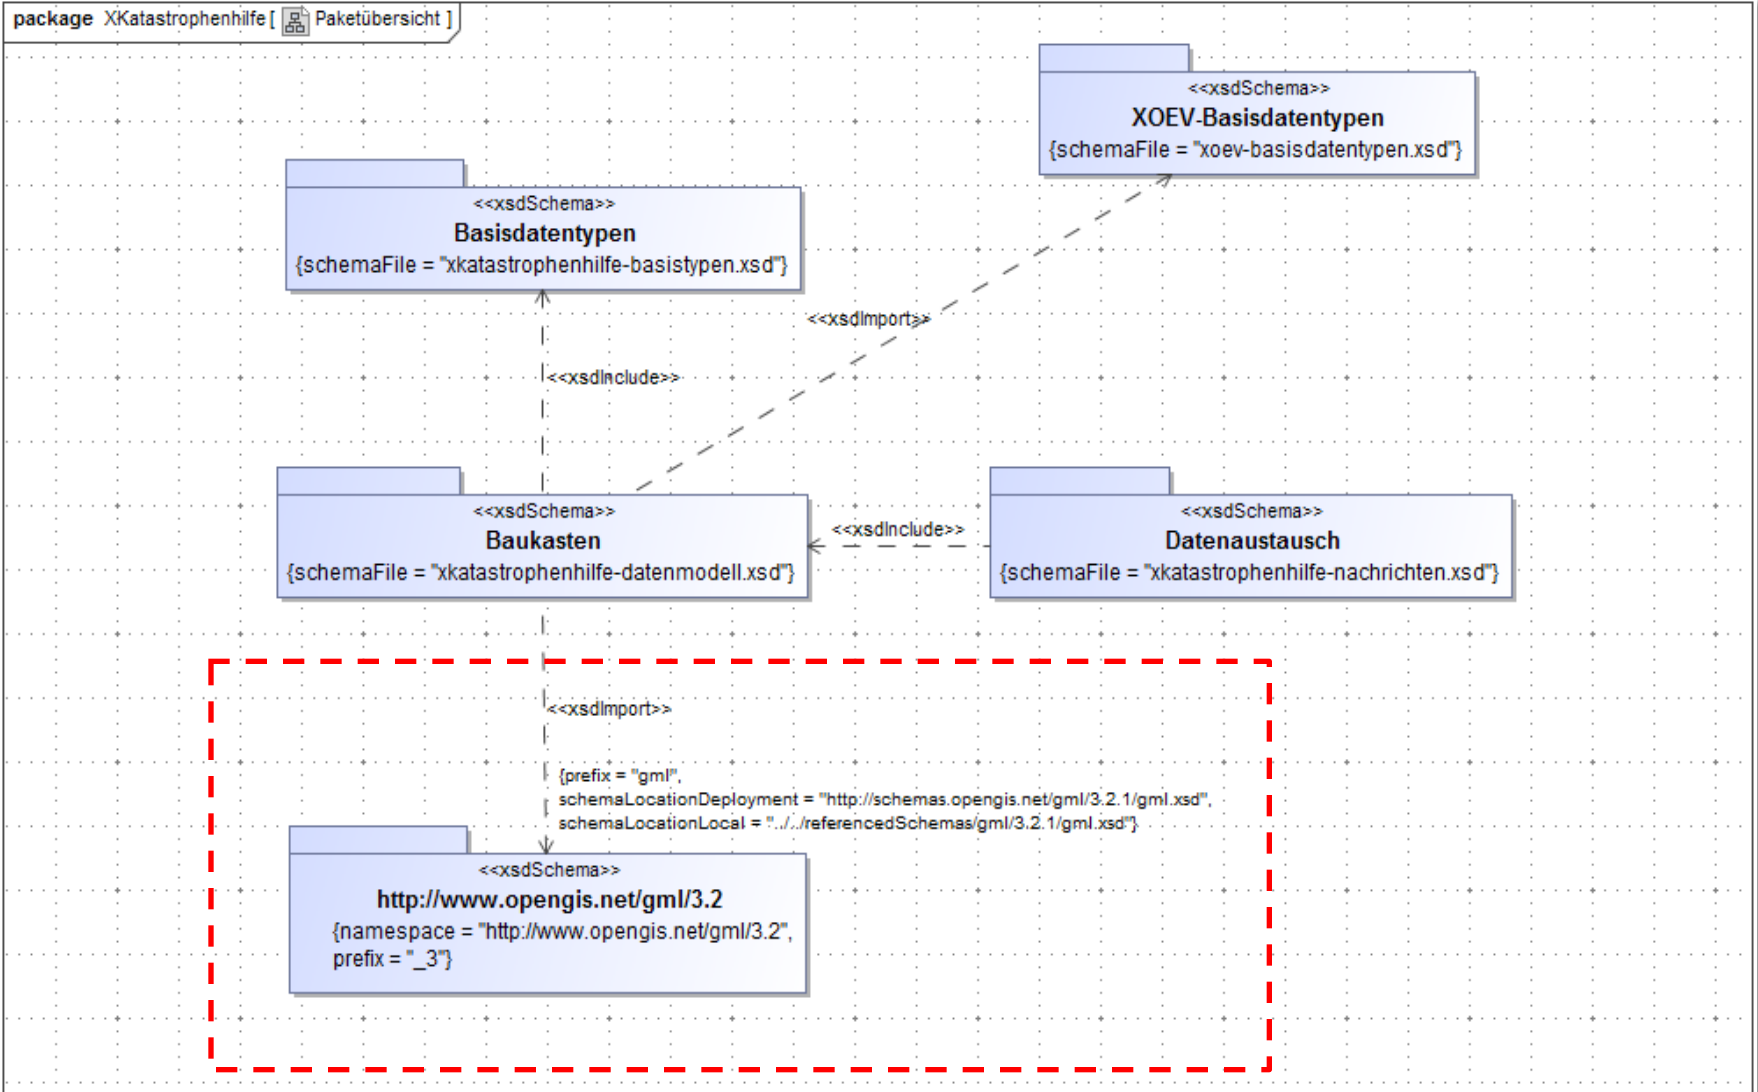 package XKatastrophenhilfe [ Paketübersicht ]
<<xsdSchema>>
XOEV-Basisdatentypen
{schemaFile = "xoev-basisdatentypen.xsd"}
<<xsdSchema>>
Basisdatentypen
{schemaFile = "xkatastrophenhilfe-basistypen.xsd"}
<<xsdImport>>
<<xsdInclude>>
<<xsdSchema>>
Baukasten
{schemaFile = "xkatastrophenhilfe-datenmodell.xsd"}
<<xsdInclude>>
<<xsdSchema>>
Datenaustausch
{schemaFile = "xkatastrophenhilfe-nachrichten.xsd"}
<<xsdImport>>
{prefix = "gml",
schemaLocationDeployment = "http://schemas.opengis.net/gml/3.2.1/gml.xsd",
schemaLocationLocal = "../../referencedSchemas/gml/3.2.1/gml.xsd"}
<<xsdSchema>>
http://www.opengis.net/gml/3.2
{namespace = "http://www.opengis.net/gml/3.2",
prefix = "_3"}